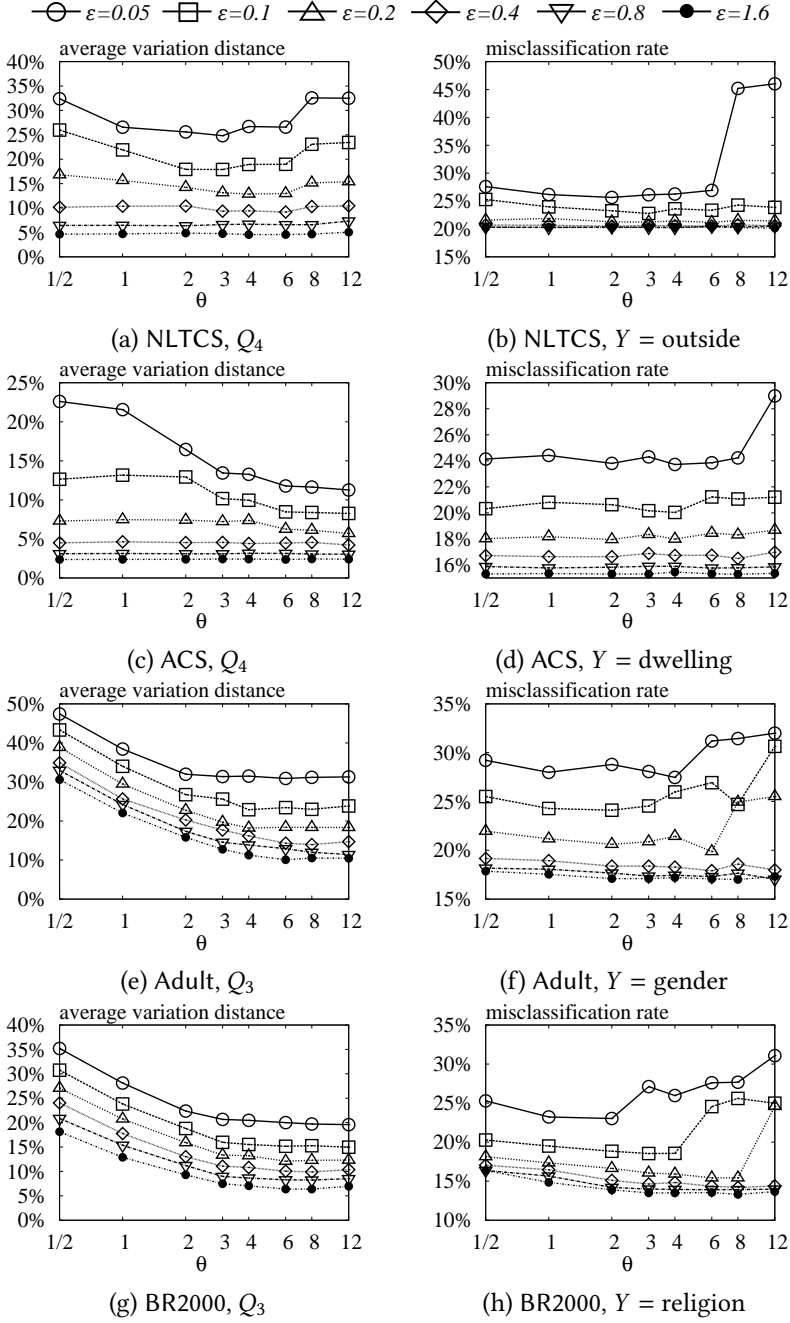 ε=0.05 ε=0.1 ε=0.2 ε=0.4 ε=0.8 ε=1.6
average variation distance
50%
45%
40%
35%
30%
25%
20%
15%
10%
5%
0%
1/2 1 2 3 4 6 8 12
θ
(a) NLTCS, Q4
misclassification rate
50%
45%
40%
35%
30%
25%
20%
15%
1/2 1 2 3 4 6 8 12
θ
(b) NLTCS, Y = outside
average variation distance
25%
20%
15%
10%
5%
0%
1/2 1 2 3 4 6 8 12
θ
(c) ACS, Q4
misclassification rate
30%
28%
26%
24%
22%
20%
18%
16%
1/2 1 2 3 4 6 8 12
θ
(d) ACS, Y = dwelling
average variation distance
50%
40%
30%
20%
10%
0%
1/2 1 2 3 4 6 8 12
θ
(e) Adult, Q3
misclassification rate
35%
30%
25%
20%
15%
1/2 1 2 3 4 6 8 12
θ
(f) Adult, Y = gender
average variation distance
40%
35%
30%
25%
20%
15%
10%
5%
0%
1/2 1 2 3 4 6 8 12
θ
(g) BR2000, Q3
misclassification rate
35%
30%
25%
20%
15%
10%
1/2 1 2 3 4 6 8 12
θ
(h) BR2000, Y = religion